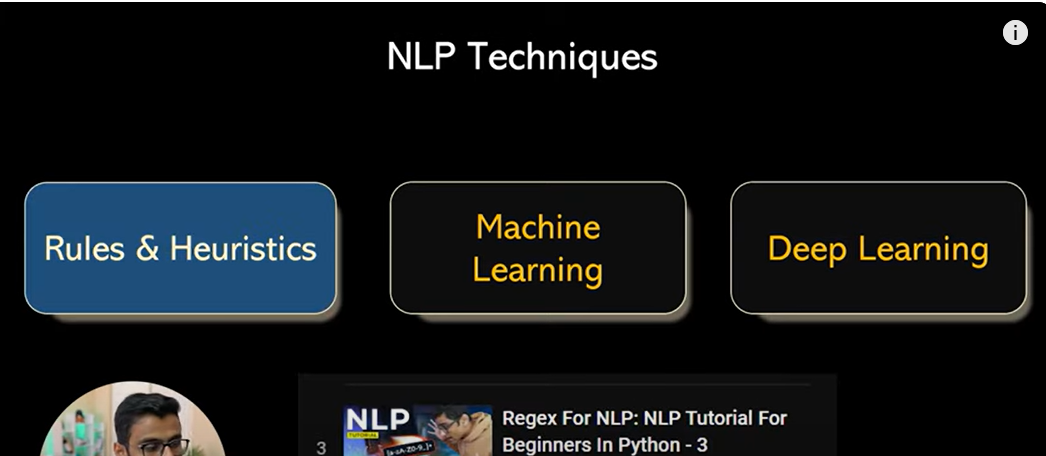 NLP Techniques
Rules & Heuristics
Machine
Learning
Deep Learning
3
NLP
TUTORIAL
[a-zA-Z0-9_]+
Regex For NLP: NLP Tutorial For
Beginners In Python - 3